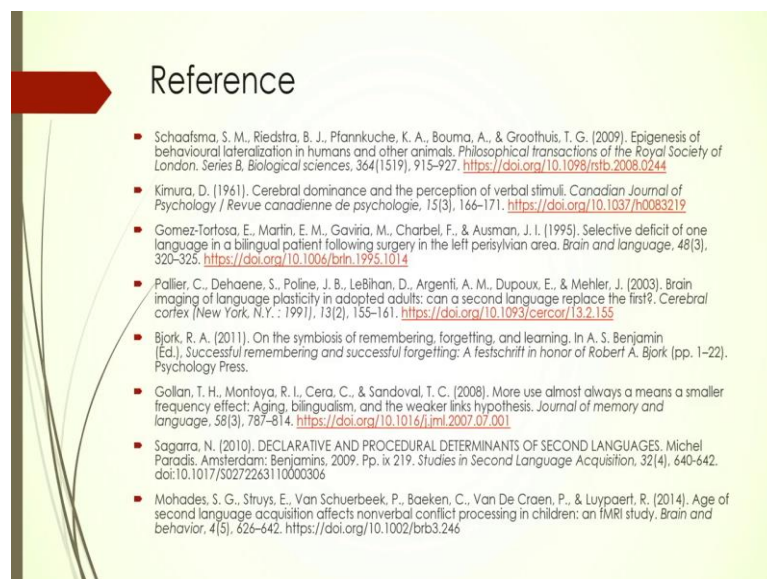 Reference
Schaafsma, S. M., Riedstra, B. J., Pfannkuche, K. A., Bouma, A., & Groothuis, T. G. (2009). Epigenesis of
behavioural lateralization in humans and other animals. Philosophical transactions of the Royal Society of
London. Series B, Biological sciences, 364(1519), 915–927. https://doi.org/10.1098/rstb.2008.0244
Kimura, D. (1961). Cerebral dominance and the perception of verbal stimuli. Canadian Journal of
Psychology / Revue canadienne de psychologie, 15(3), 166–171. https://doi.org/10.1037/h0083219
Gomez-Tortosa, E., Martin, E. M., Gaviria, M., Charbel, F., & Ausman, J. I. (1995). Selective deficit of one
language in a bilingual patient following surgery in the left perisylvian area. Brain and language, 48(3),
320–325. https://doi.org/10.1006/brln.1995.1014
Pallier, C., Dehaene, S., Poline, J. B., LeBihan, D., Argenti, A. M., Dupoux, E., & Mehler, J. (2003). Brain
imaging of language plasticity in adopted adults: can a second language replace the first?. Cerebral
cortex (New York, N.Y. : 1991), 13(2), 155–161. https://doi.org/10.1093/cercor/13.2.155
Bjork, R. A. (2011). On the symbiosis of remembering, forgetting, and learning. In A. S. Benjamin
(Ed.), Successful remembering and successful forgetting: A festschrift in honor of Robert A. Bjork (pp. 1–22).
Psychology Press.
Gollan, T. H., Montoya, R. I., Cera, C., & Sandoval, T. C. (2008). More use almost always a means a smaller
frequency effect: Aging, bilingualism, and the weaker links hypothesis. Journal of memory and
language, 58(3), 787–814. https://doi.org/10.1016/j.jml.2007.07.001
Sagarra, N. (2010). DECLARATIVE AND PROCEDURAL DETERMINANTS OF SECOND LANGUAGES. Michel
Paradis. Amsterdam: Benjamins, 2009. Pp. ix 219. Studies in Second Language Acquisition, 32(4), 640-642.
doi:10.1017/S0272263110000306
Mohades, S. G., Struys, E., Van Schuerbeek, P., Baeken, C., Van De Craen, P., & Luypaert, R. (2014). Age of
second language acquisition affects nonverbal conflict processing in children: an fMRI study. Brain and
behavior, 4(5), 626–642. https://doi.org/10.1002/brb3.246